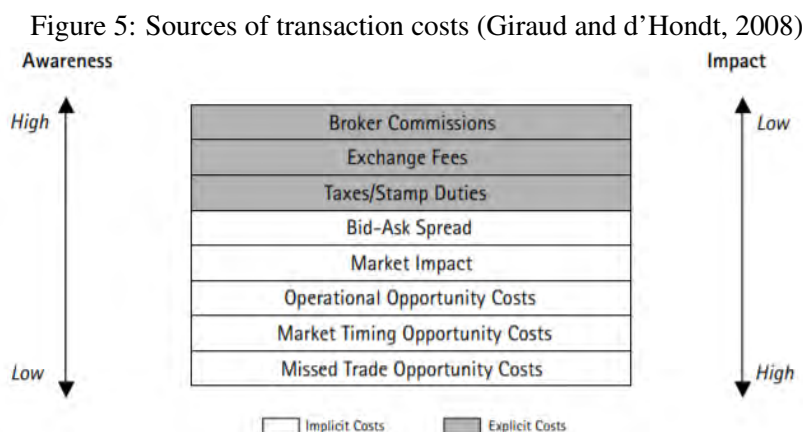 Figure 5: Sources of transaction costs (Giraud and d'Hondt, 2008)
Awareness
Impact
High
Low
Broker Commissions
Exchange Fees
Taxes/Stamp Duties
Bid-Ask Spread
Market Impact
Operational Opportunity Costs
Market Timing Opportunity Costs
Missed Trade Opportunity Costs
Low
High
Implicit Costs
Explicit Costs